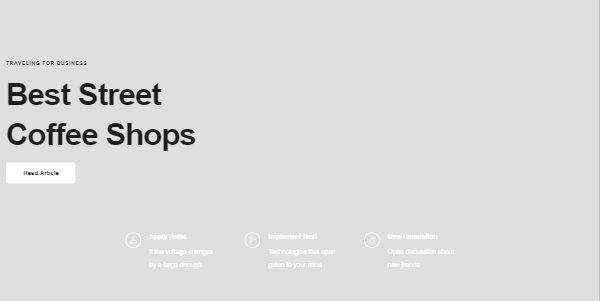 TRAVELING FOR BUSINESS
Best Street
Coffee Shops
Read Article
Apply Rules
If the voltage changes
by a large enough
Implement Next
Technologies that open
gates to your mind
New Generation
Open discussion about
new trends